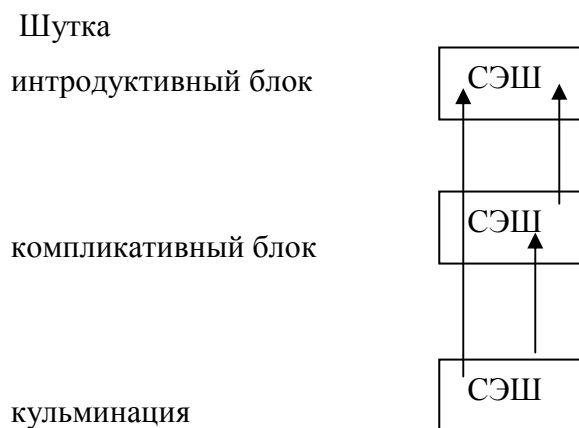 Шутка
интродуктивный блок СЭШ
компликативный блок СЭШ
кульминация СЭШ